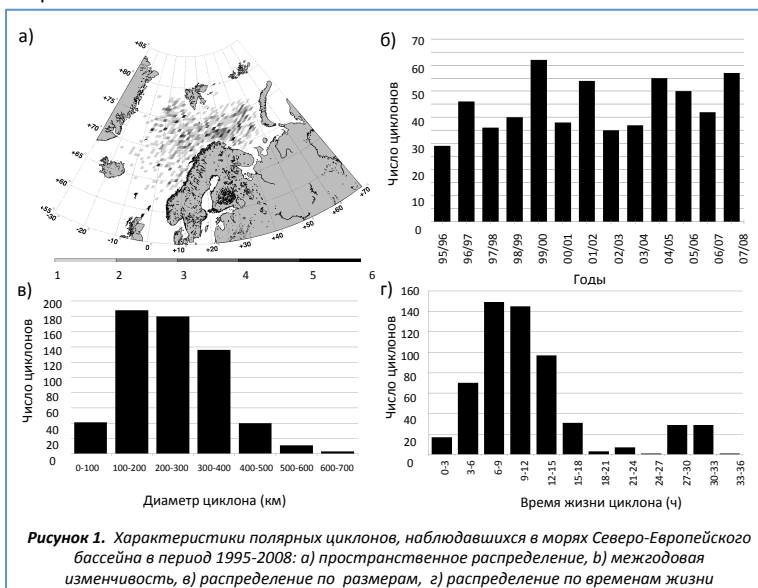 а)
+85
+80
+75
+70
+65
+60
+55
-30
-20
-10
0
+10
+20
+30
+40
+50
+60
+70
1 2 3 4 5 6
б)
Число циклонов
70
60
50
40
30
20
10
0
95/96 96/97 97/98 98/99 99/00 00/01 01/02 02/03 03/04 04/05 05/06 06/07 07/08
Годы
в)
Число циклонов
200
180
160
140
120
100
80
60
40
20
0
0-100 100-200 200-300 300-400 400-500 500-600 600-700
Диаметр циклона (км)
г)
Число циклонов
160
140
120
100
80
60
40
20
0
0-3 3-6 6-9 9-12 12-15 15-18 18-21 21-24 24-27 27-30 30-33 33-36
Время жизни циклона (ч)
Рисунок 1. Характеристики полярных циклонов, наблюдавшихся в морях Северо-Европейского
бассейна в период 1995-2008: а) пространственное распределение, b) межгодовая
изменчивость, в) распределение по размерам, г) распределение по временам жизни